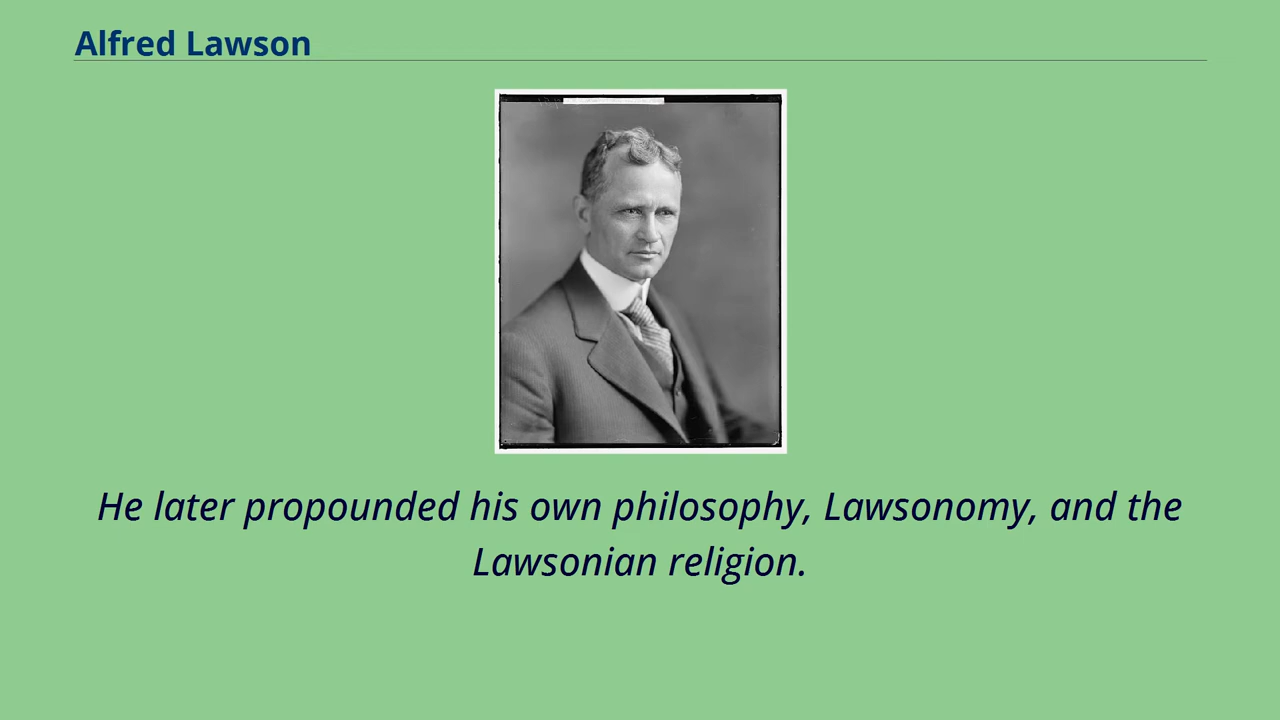 Alfred Lawson
He later propounded his own philosophy, Lawsonomy, and the
Lawsonian religion.